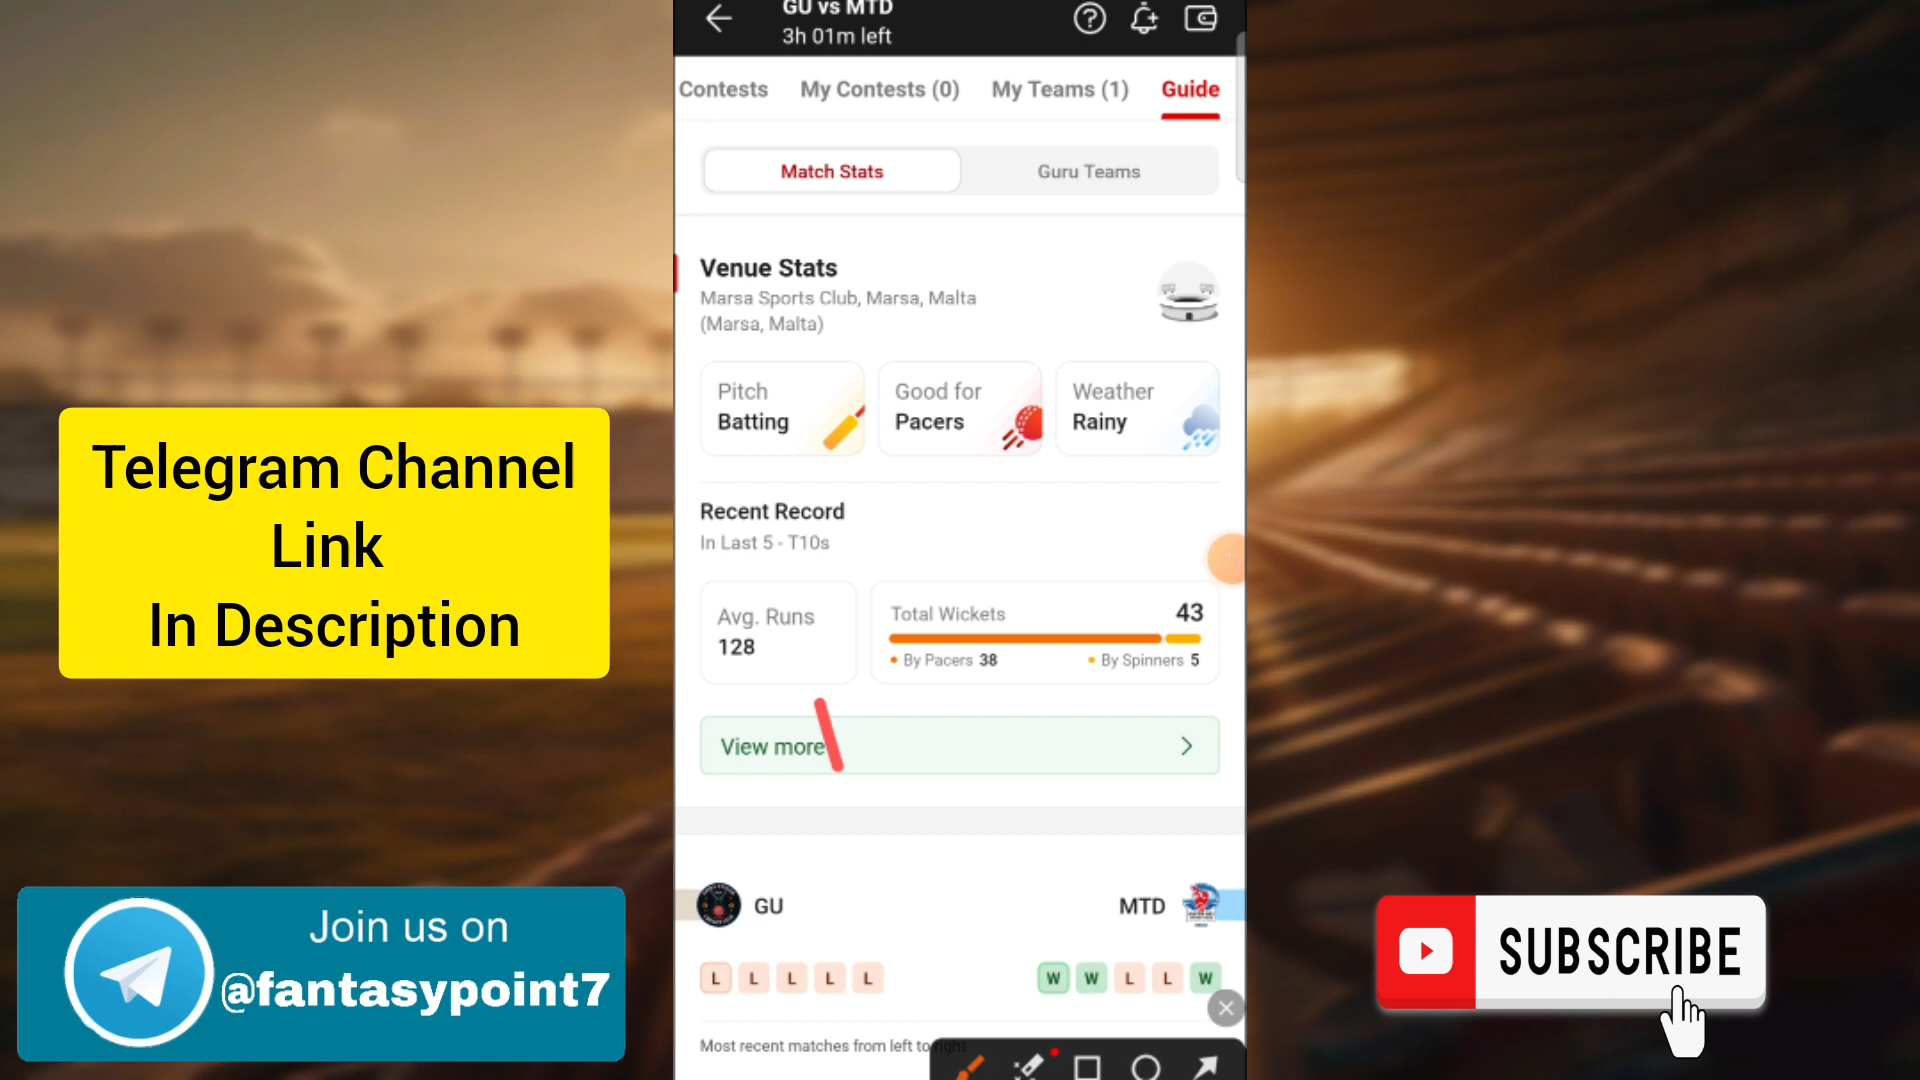 GU vs MTD
3h 01m left
Contests
My Contests (0)
My Teams (1)
Guide
Match Stats
Guru Teams
Venue Stats
Marsa Sports Club, Marsa, Malta
(Marsa, Malta)
Pitch
Batting
Good for
Pacers
Weather
Rainy
Recent Record
In Last 5 - T10s
Avg. Runs
128
Total Wickets 43
By Pacers 38
By Spinners 5
View more
GU
MTD
L L L L L
W W L L W
Most recent matches from left to right
Telegram Channel
Link
In Description
Join us on
@fantasypoint7
SUBSCRIBE